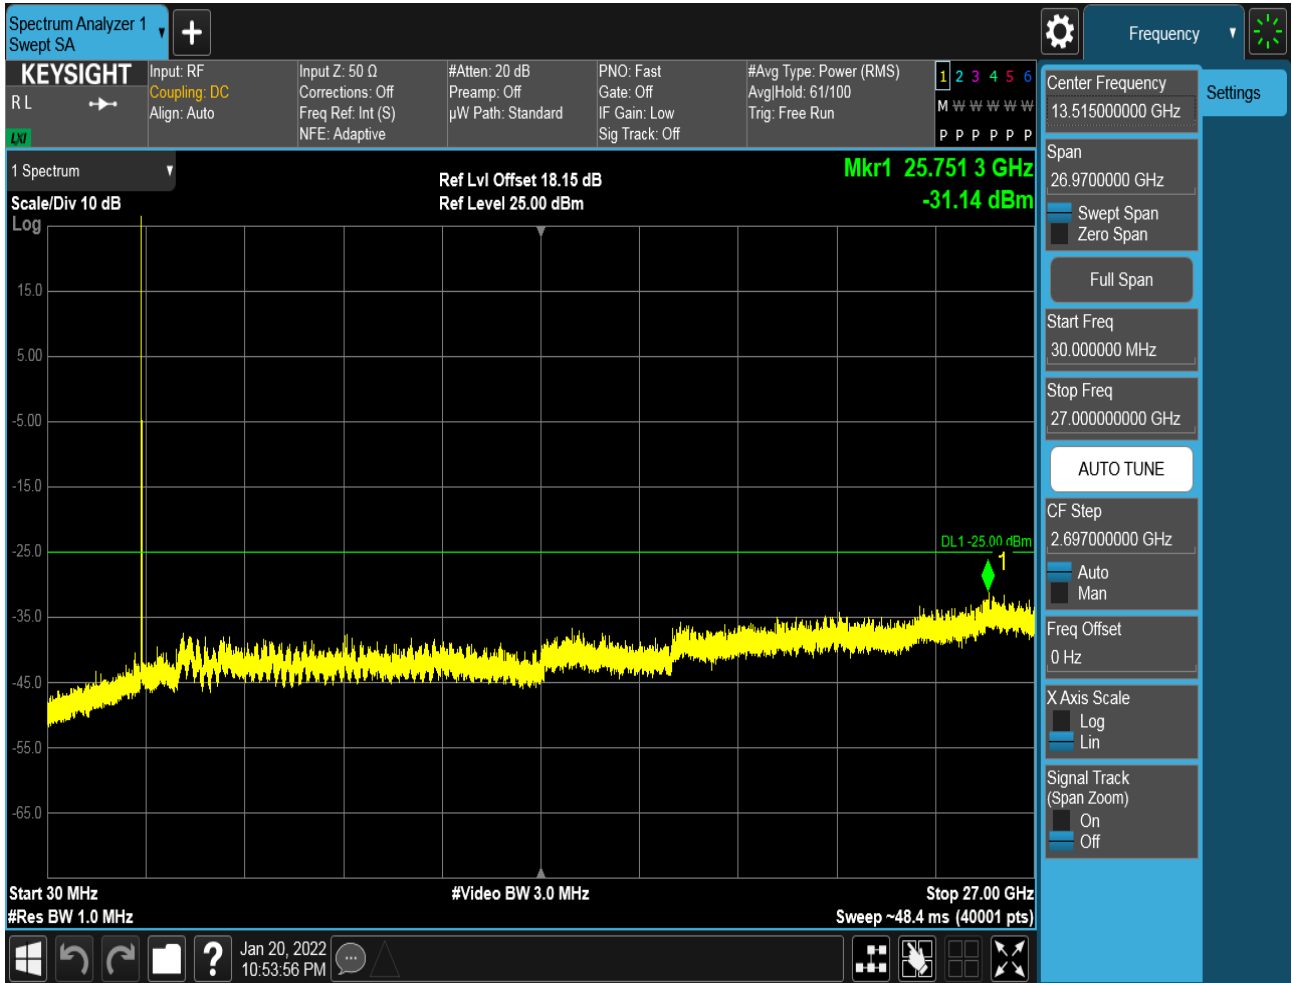 Spectrum Analyzer 1
Swept SA
Frequency
KEYSIGHT
R L
LXI
Input: RF
Coupling: DC
Align: Auto
Input Z: 50 Ω
Corrections: Off
Freq Ref: Int (S)
NFE: Adaptive
#Atten: 20 dB
Preamp: Off
µW Path: Standard
PNO: Fast
Gate: Off
IF Gain: Low
Sig Track: Off
#Avg Type: Power (RMS)
Avg|Hold: 61/100
Trig: Free Run
1 2 3 4 5 6
M W W W W W
P P P P P P
1 Spectrum
Scale/Div 10 dB
Log
Ref Lvl Offset 18.15 dB
Ref Level 25.00 dBm
Mkr1 25.751 3 GHz
-31.14 dBm
15.0
5.00
-5.00
-15.0
-25.0
-35.0
-45.0
-55.0
-65.0
DL1 -25.00 dBm
1
Start 30 MHz
#Res BW 1.0 MHz
#Video BW 3.0 MHz
Stop 27.00 GHz
Sweep ~48.4 ms (40001 pts)
Center Frequency
13.515000000 GHz
Settings
Span
26.9700000 GHz
Swept Span
Zero Span
Full Span
Start Freq
30.000000 MHz
Stop Freq
27.000000000 GHz
AUTO TUNE
CF Step
2.697000000 GHz
Auto
Man
Freq Offset
0 Hz
X Axis Scale
Log
Lin
Signal Track
(Span Zoom)
On
Off
?
Jan 20, 2022
10:53:56 PM